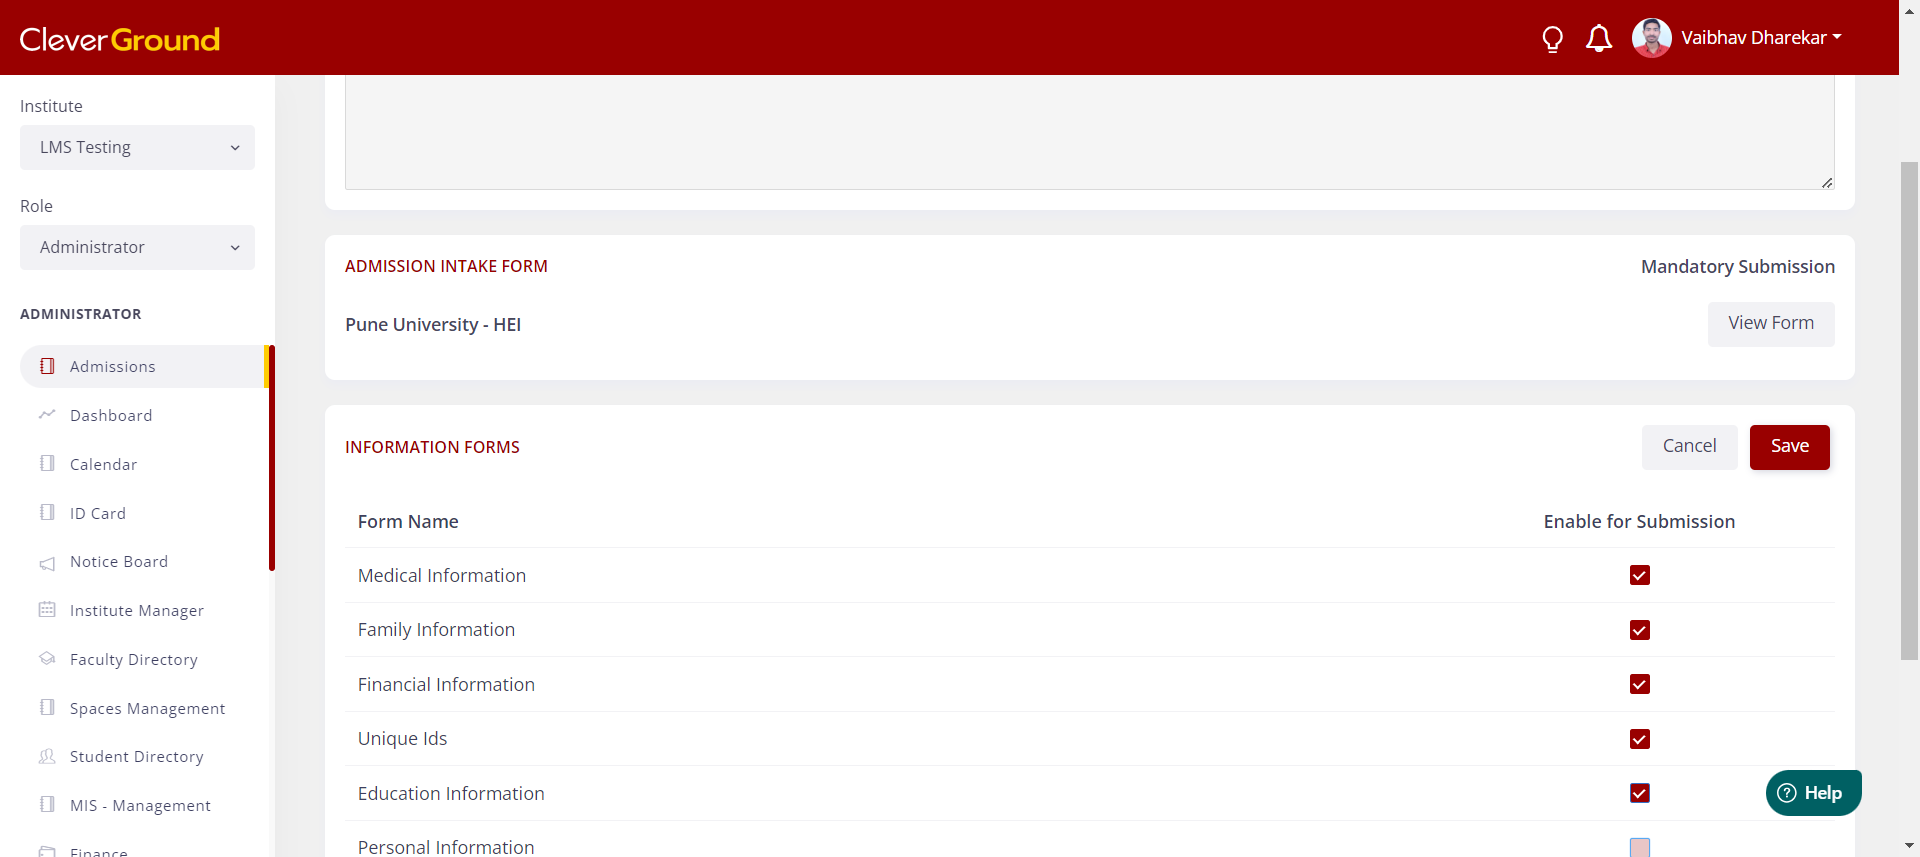 CleverGround
Vaibhav Dharekar
Institute
LMS Testing
Role
Administrator
ADMINISTRATOR
Admissions
Dashboard
Calendar
ID Card
Notice Board
Institute Manager
Faculty Directory
Spaces Management
Student Directory
MIS - Management
Finance
ADMISSION INTAKE FORM
Mandatory Submission
Pune University - HEI
View Form
INFORMATION FORMS
Cancel
Save
Form Name
Enable for Submission
Medical Information
Family Information
Financial Information
Unique Ids
Education Information
Personal Information
Help